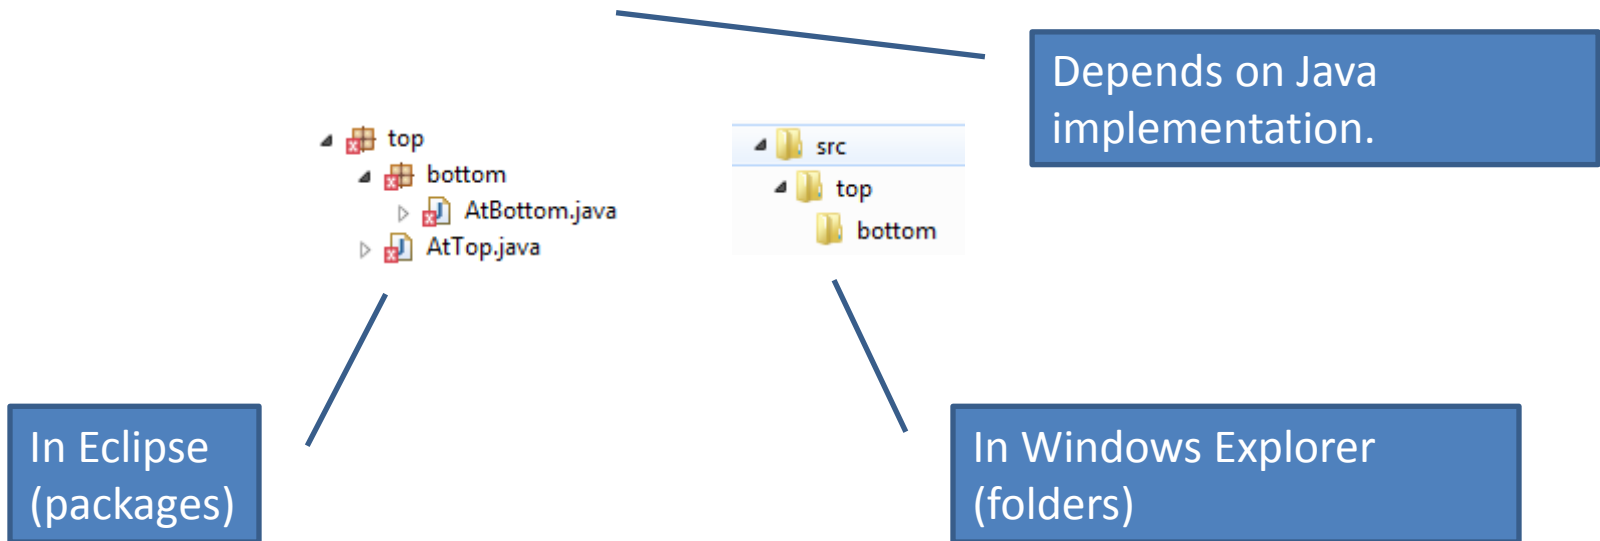 Depends on Java
implementation.
top
bottom
AtBottom.java
AtTop.java
src
top
bottom
In Eclipse
(packages)
In Windows Explorer
(folders)